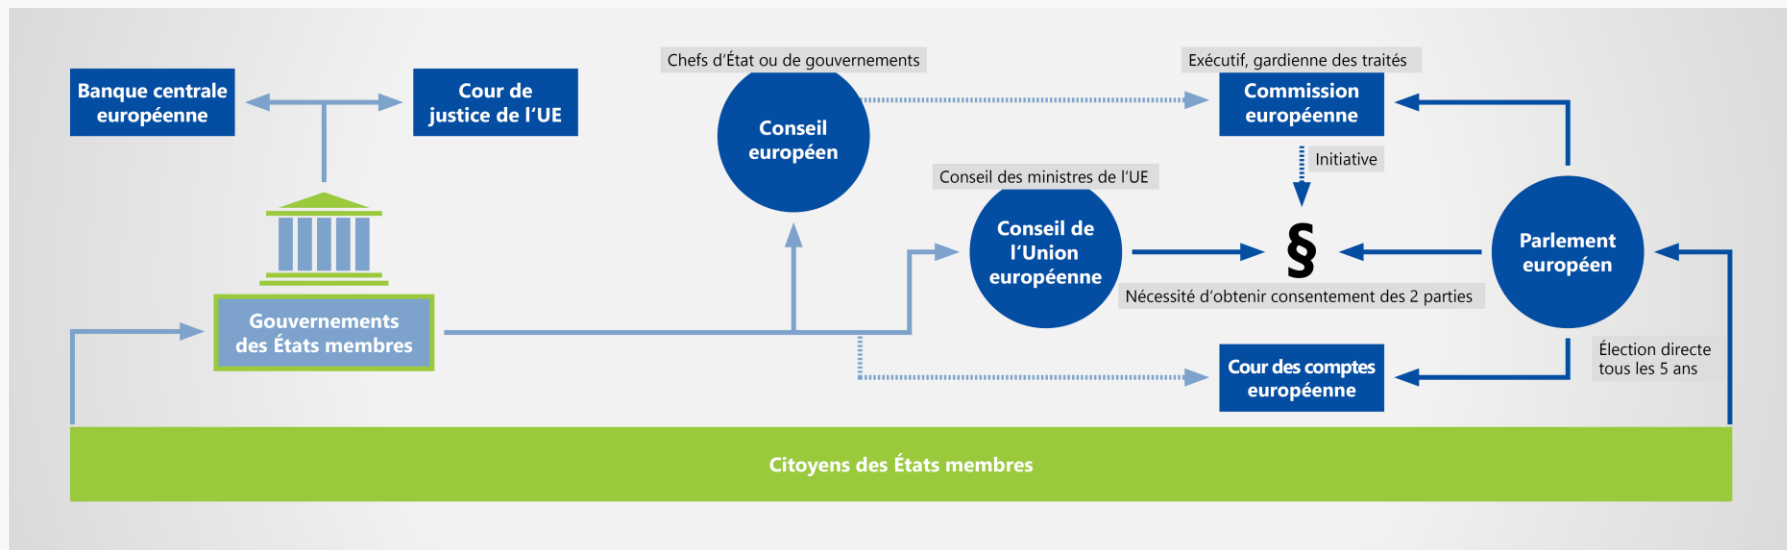 Chefs d’État ou de gouvernements
Exécutif, gardienne des traités
Banque centrale
européenne
Cour de
justice de l’UE
Conseil
européen
Commission
européenne
Initiative
Conseil des ministres de l’UE
Conseil de
l’Union
européenne
§
Parlement
européen
Nécessité d’obtenir consentement des 2 parties
Gouvernements
des États membres
Cour des comptes
européenne
Élection directe
tous les 5 ans
Citoyens des États membres